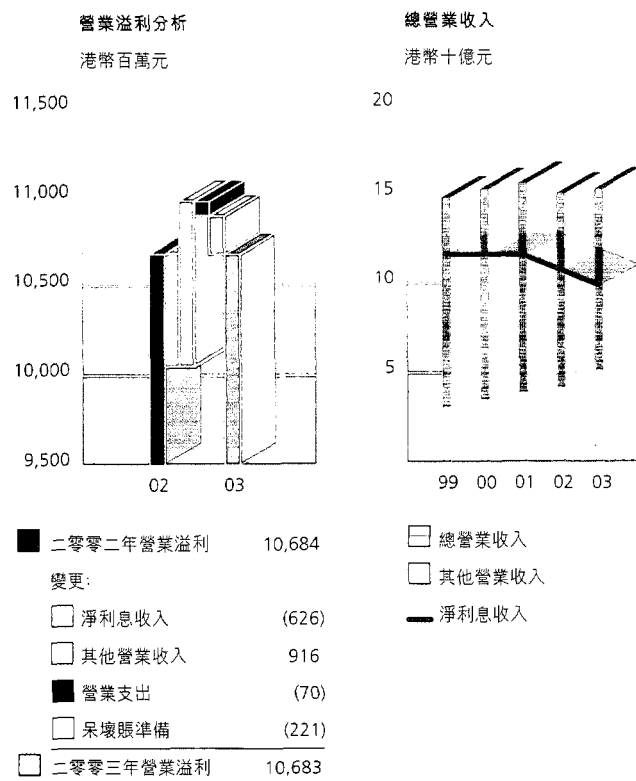 營業溢利分析
港幣百萬元
11,500
11,000
10,500
10,000
9,500
02 03
二零零二年營業溢利 10,684
變更:
淨利息收入 (626)
其他營業收入 916
營業支出 (70)
呆壞賬準備 (221)
二零零三年營業溢利 10,683
總營業收入
港幣十億元
20
15
10
5
99 00 01 02 03
總營業收入
其他營業收入
淨利息收入